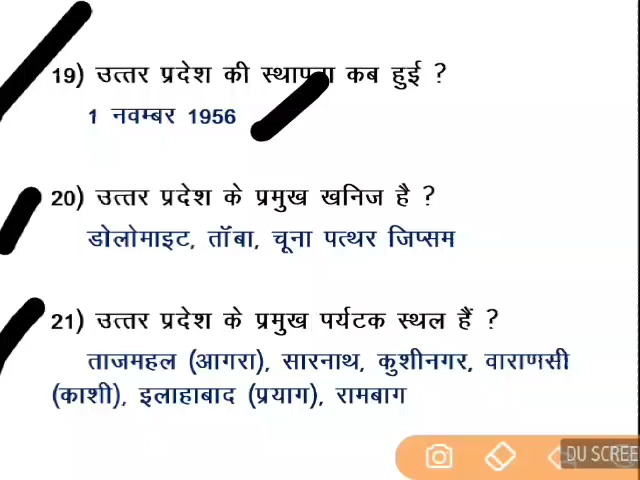 19) उत्तर प्रदेश की स्थापना कब हुई ?
1 नवम्बर 1956
20) उत्तर प्रदेश के प्रमुख खनिज है ?
डोलोमाइट, ताँबा, चूना पत्थर जिप्सम
21) उत्तर प्रदेश के प्रमुख पर्यटक स्थल हैं ?
ताजमहल (आगरा), सारनाथ, कुशीनगर, वाराणसी
(काशी), इलाहाबाद (प्रयाग), रामबाग
DU SCREE